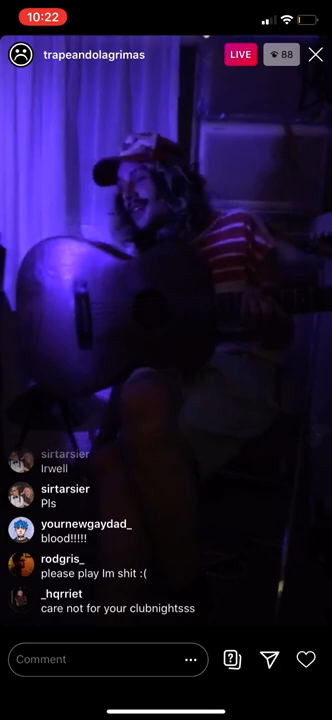 10:22
trapeandolagrimas
LIVE
88
sirtarsier
Irwell
sirtarsier
Pls
yournewgaydad_
blood!!!!!
rodgris_
please play Im shit :(
_hqrriet
care not for your clubnightsss
Comment